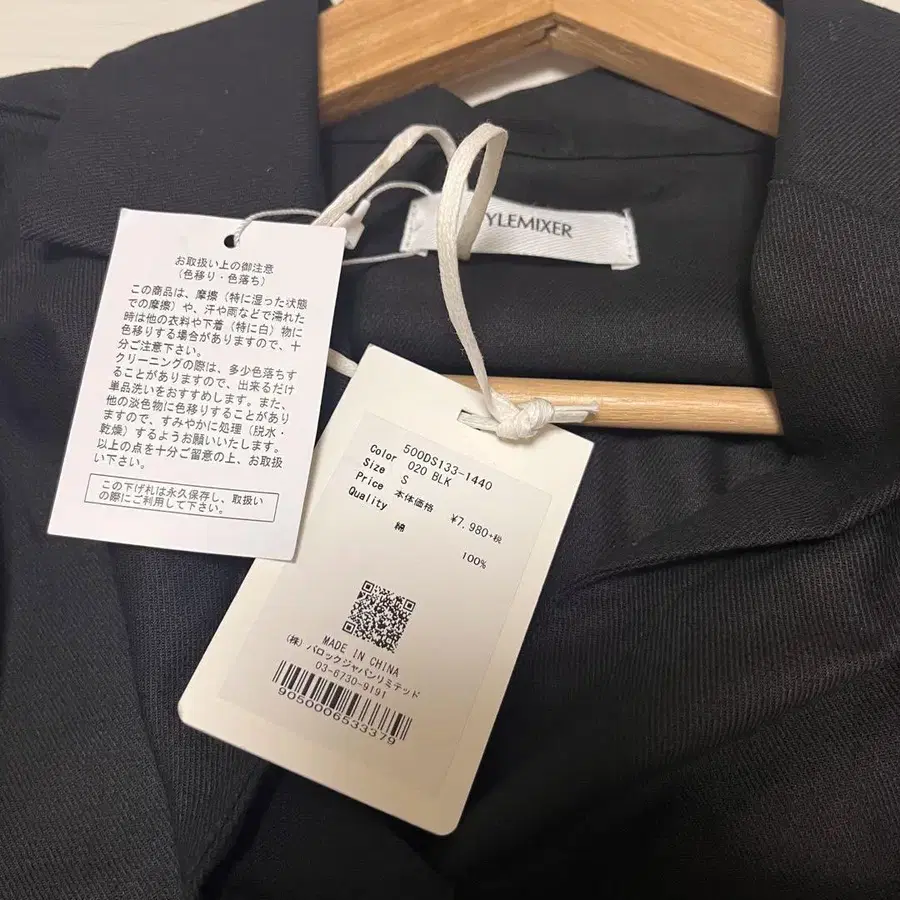 お取扱い上の御注意
（色移り・色落ち）
この商品は、摩擦（特に湿った状態
での摩擦）や、汗や雨などで濡れた
時は他の衣料や下着（特に白）物に
色移りする場合がありますので、十
分ご注意下さい。
クリーニングの際は、多少色落ちす
ることがありますので、出来るだけ
単品洗いをおすすめします。また、
他の淡色物に色移りすることがあり
ますので、すみやかに処理（脱水・
乾燥）するようお願いいたします。
以上の点を十分ご留意の上、お取扱
い下さい。
この下げ札は永久保存し、取扱い
の際にご利用して下さい。
YLEMIXER
500DS133-1440
Color 020 BLK
Size S
Price 本体価格 ¥7,980+税
Quality
綿 100%
MADE IN CHINA
（株）バロックジャパンリミテッド
03-6730-9191
9050006533379